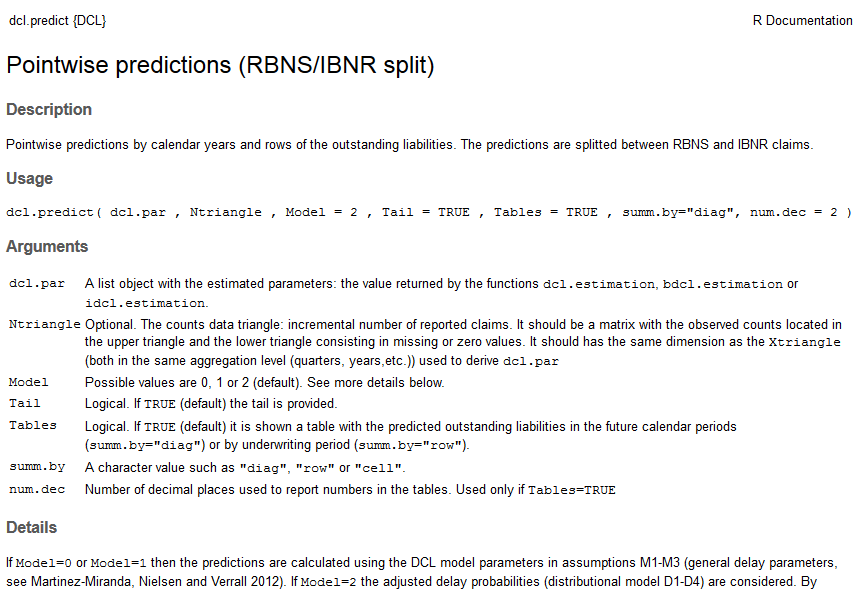 dcl.predict {DCL}
R Documentation
Pointwise predictions (RBNS/IBNR split)
Description
Pointwise predictions by calendar years and rows of the outstanding liabilities. The predictions are splitted between RBNS and IBNR claims.
Usage
dcl.predict( dcl.par , Ntriangle , Model = 2 , Tail = TRUE , Tables = TRUE , summ.by="diag", num.dec = 2 )
Arguments
dcl.par A list object with the estimated parameters: the value returned by the functions dcl.estimation, bdcl.estimation or
idcl.estimation.
Ntriangle Optional. The counts data triangle: incremental number of reported claims. It should be a matrix with the observed counts located in
the upper triangle and the lower triangle consisting in missing or zero values. It should has the same dimension as the Xtriangle
(both in the same aggregation level (quarters, years,etc.)) used to derive dcl.par
Model Possible values are 0, 1 or 2 (default). See more details below.
Tail Logical. If TRUE (default) the tail is provided.
Tables Logical. If TRUE (default) it is shown a table with the predicted outstanding liabilities in the future calendar periods
(summ.by="diag") or by underwriting period (summ.by="row").
summ.by A character value such as "diag", "row" or "cell".
num.dec Number of decimal places used to report numbers in the tables. Used only if Tables=TRUE
Details
If Model=0 or Model=1 then the predictions are calculated using the DCL model parameters in assumptions M1-M3 (general delay parameters,
see Martinez-Miranda, Nielsen and Verrall 2012). If Model=2 the adjusted delay probabilities (distributional model D1-D4) are considered. By